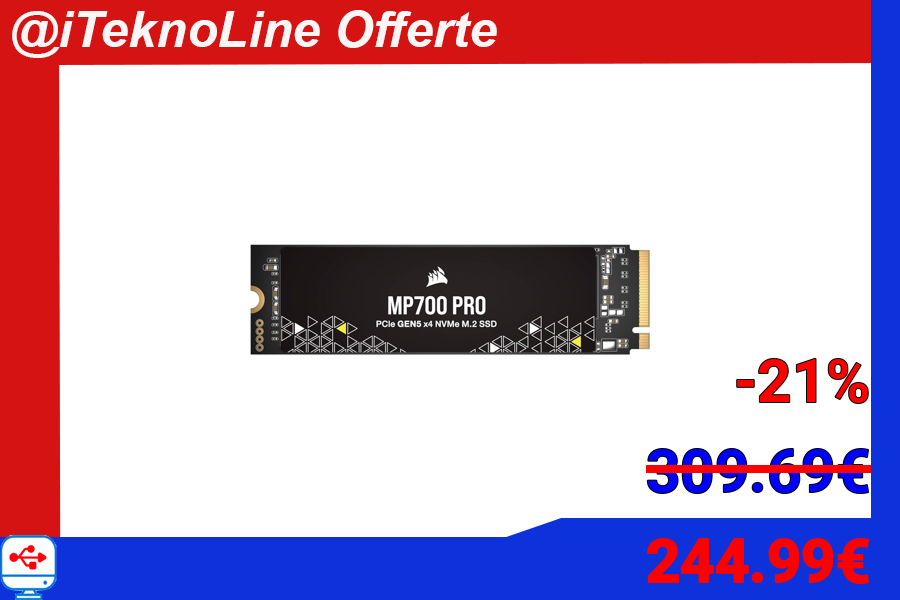 @iTeknoLine Offerte
MP700 PRO
PCIe GEN5 x4 NVMe M.2 SSD
-21%
309.69€
244.99€